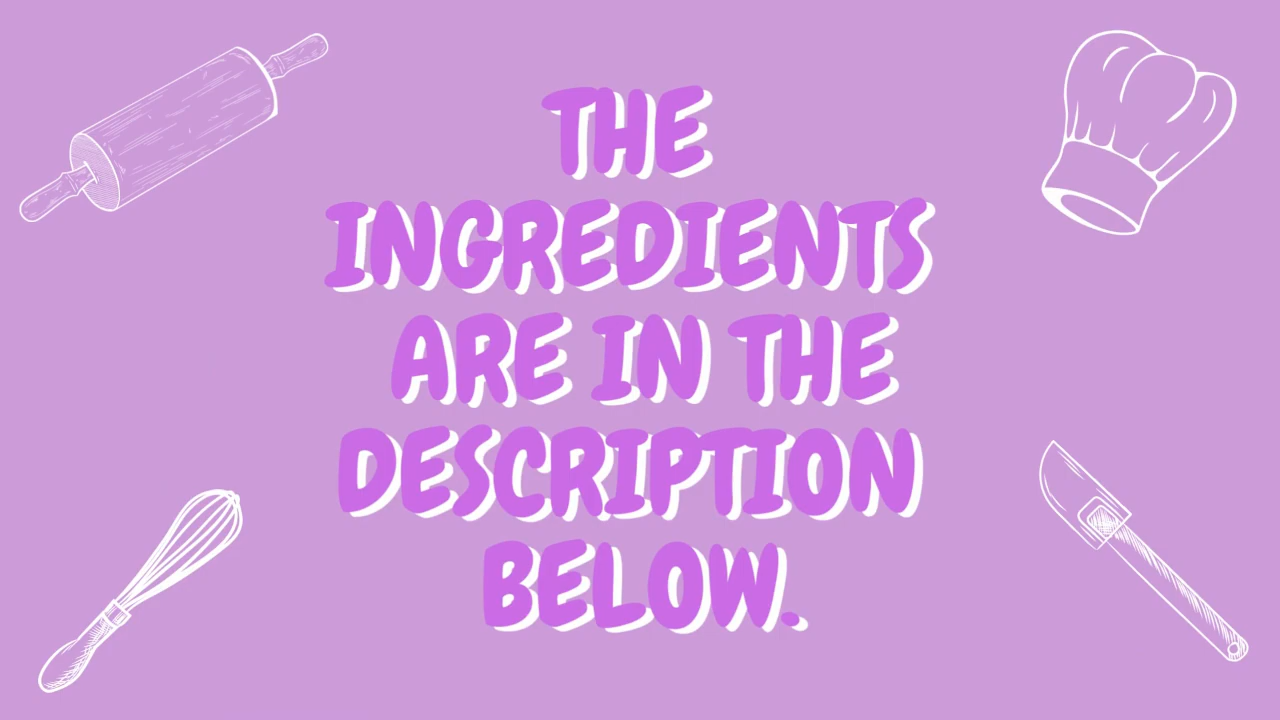 THE
INGREDIENTS
ARE IN THE
DESCRIPTION
BELOW.